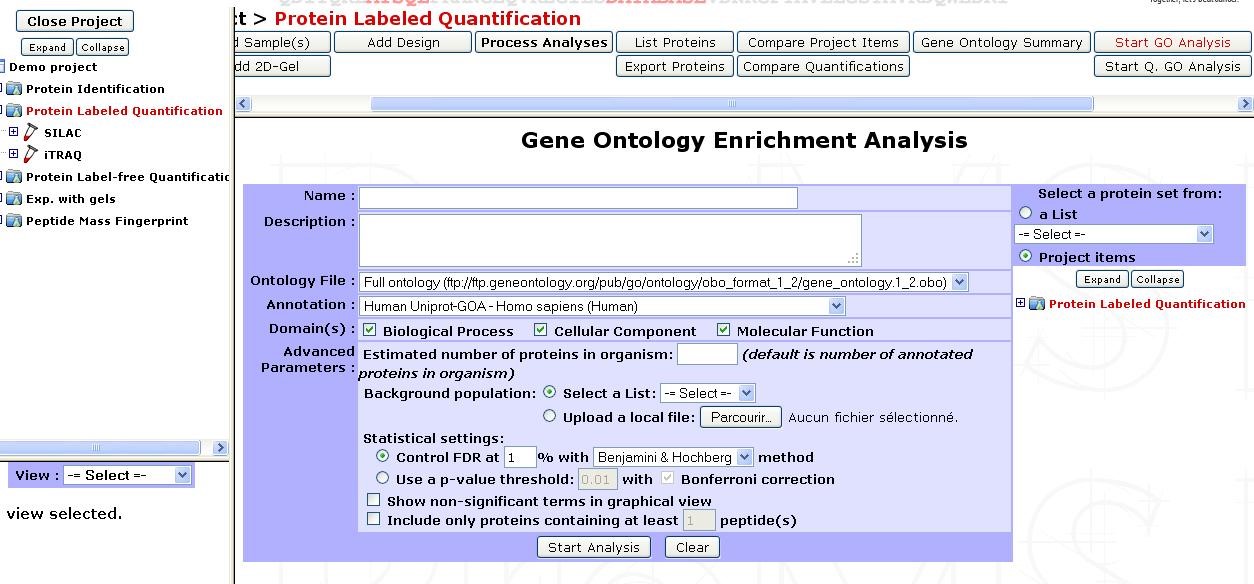 Close Project
Expand Collapse
Demo project
Protein Identification
Protein Labeled Quantification
SILAC
iTRAQ
Protein Label-free Quantificatio
Exp. with gels
Peptide Mass Fingerprint
View : -= Select =-
view selected.
ct > Protein Labeled Quantification
d Sample(s) Add Design Process Analyses List Proteins Compare Project Items Gene Ontology Summary Start GO Analysis
dd 2D-Gel Export Proteins Compare Quantifications Start Q. GO Analysis
Gene Ontology Enrichment Analysis
Name :
Description :
Ontology File : Full ontology (ftp://ftp.geneontology.org/pub/go/ontology/obo_format_1_2/gene_ontology.1_2.obo)
Annotation : Human Uniprot-GOA - Homo sapiens (Human)
Domain(s) : Biological Process Cellular Component Molecular Function
Advanced Parameters : Estimated number of proteins in organism: (default is number of annotated
proteins in organism)
Background population: Select a List: -= Select =-
Upload a local file: Parcourir... Aucun fichier sélectionné.
Statistical settings:
Control FDR at 1 % with Benjamini & Hochberg method
Use a p-value threshold: 0.01 with Bonferroni correction
Show non-significant terms in graphical view
Include only proteins containing at least 1 peptide(s)
Start Analysis Clear
Select a protein set from:
a List
-= Select =-
Project items
Expand Collapse
Protein Labeled Quantification